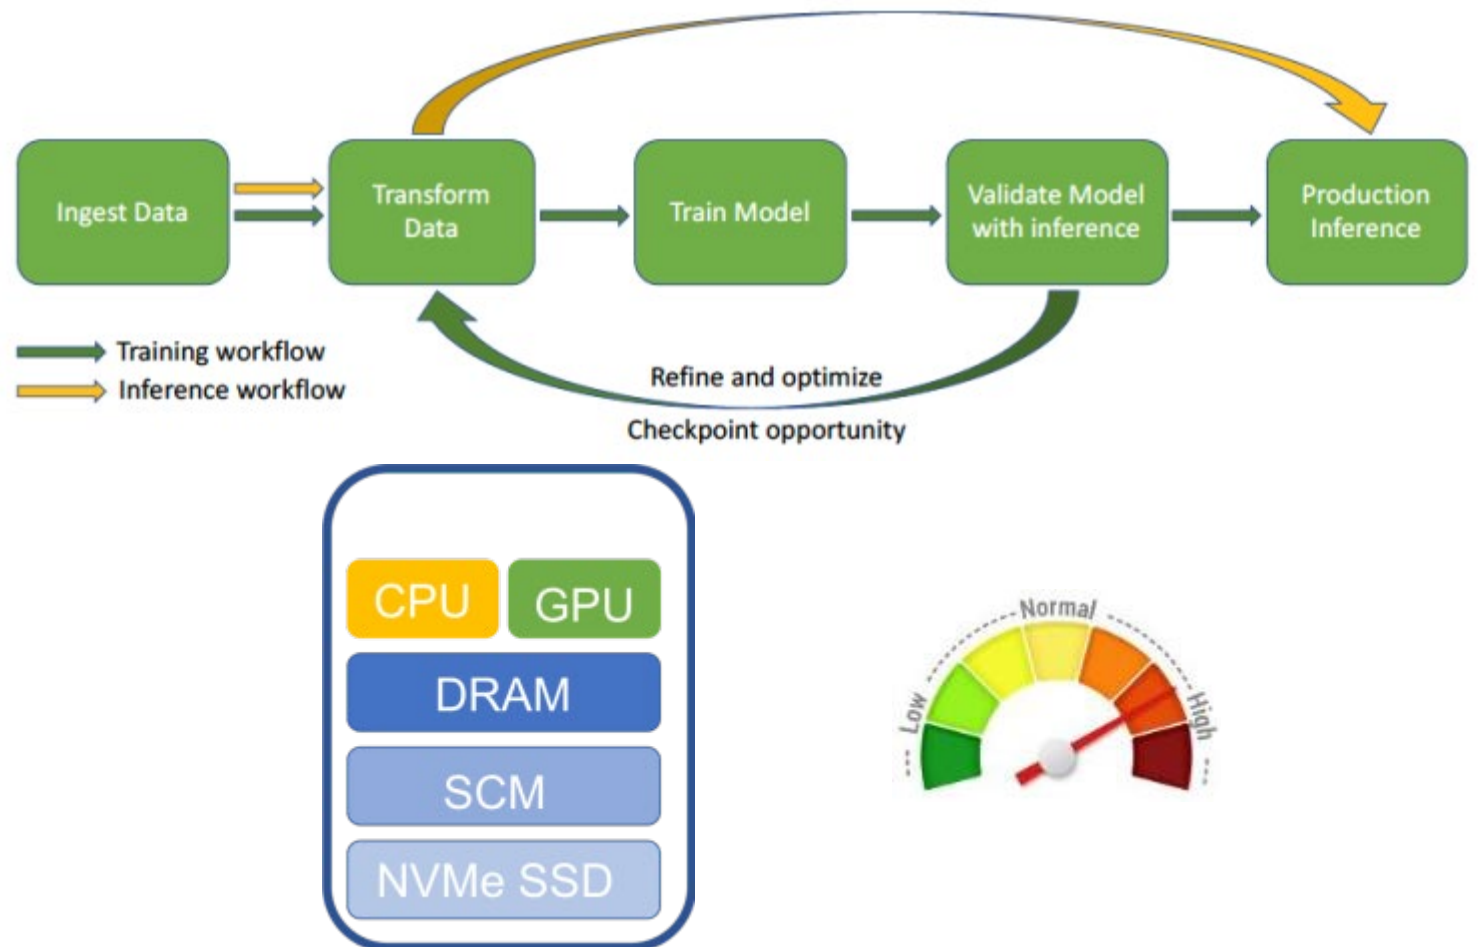 Ingest Data
Transform
Data
Train Model
Validate Model
with inference
Production
Inference
Training workflow
Inference workflow
Refine and optimize
Checkpoint opportunity
CPU
GPU
DRAM
SCM
NVMe SSD
Low
Normal
High